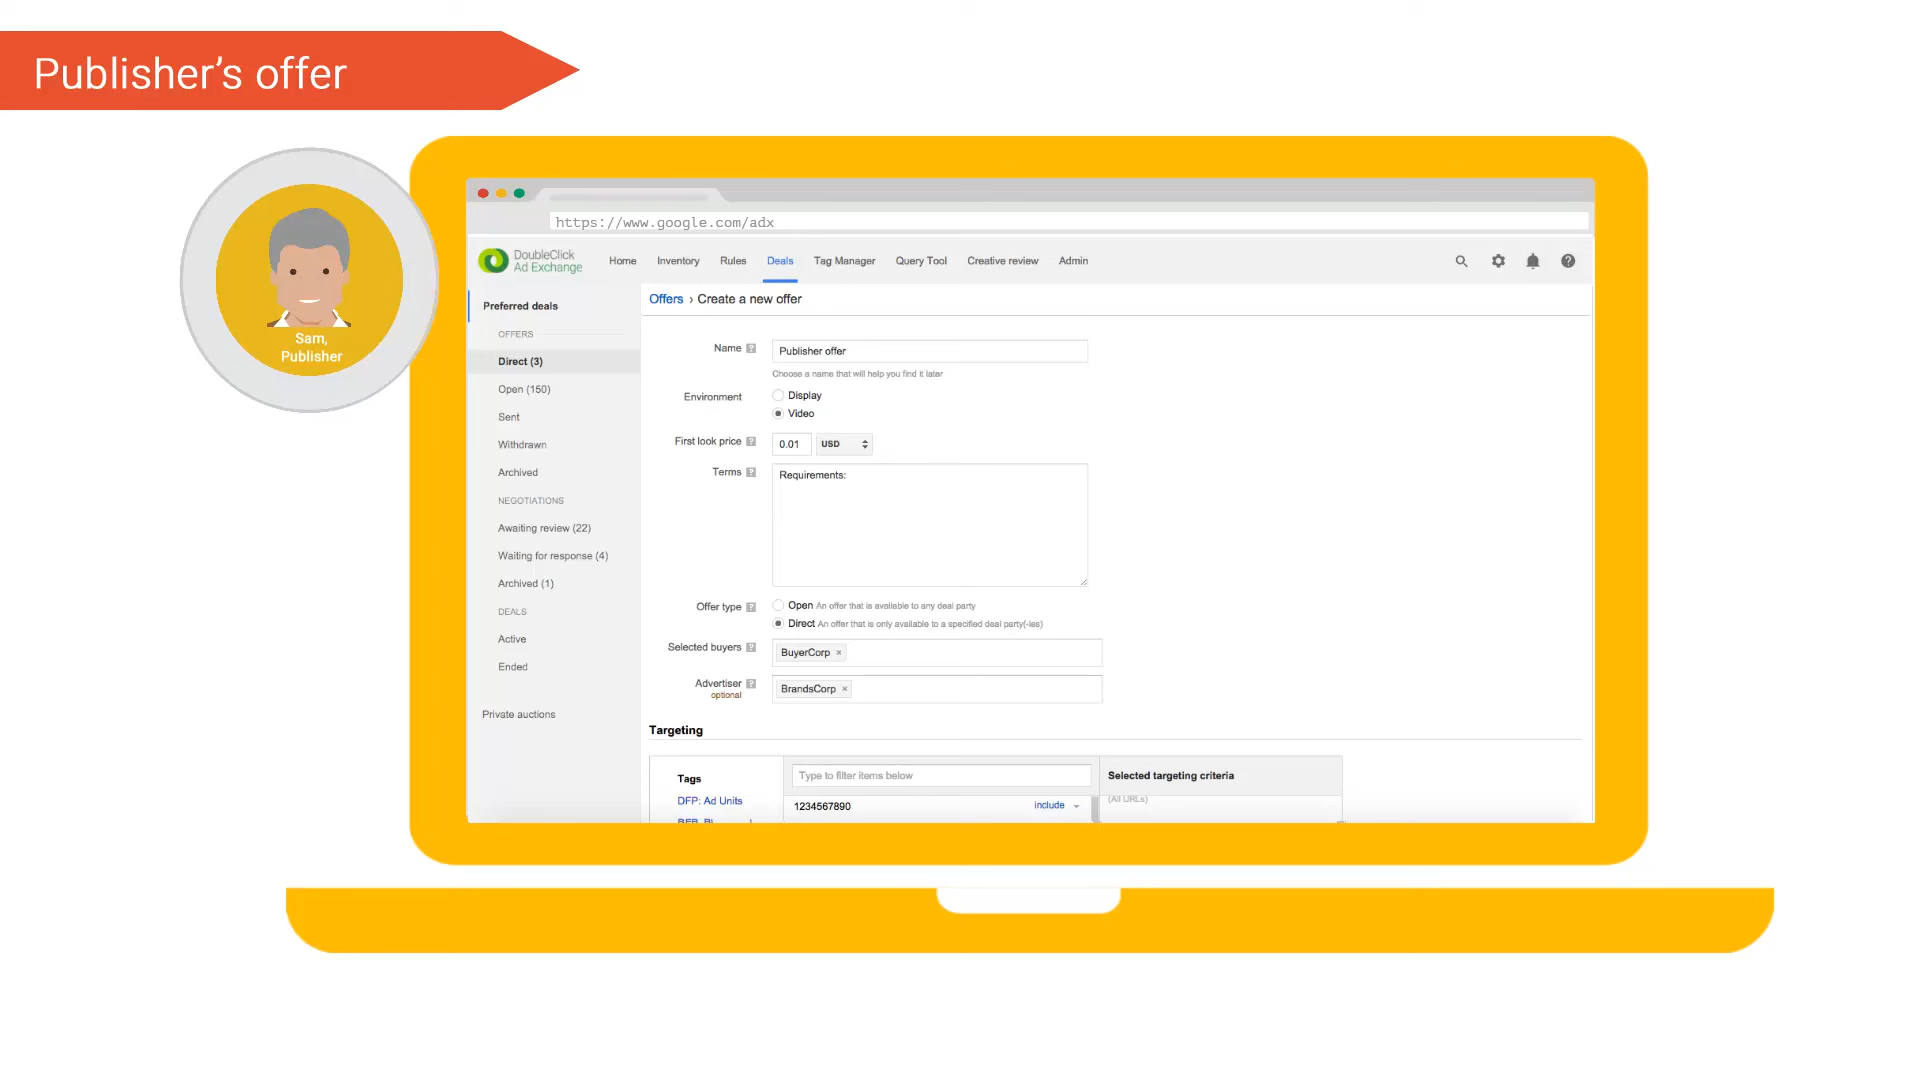 Publisher’s offer
Sam,
Publisher
https://www.google.com/adx
DoubleClick
Ad Exchange
Home Inventory Rules Deals Tag Manager Query Tool Creative review Admin
Preferred deals
OFFERS
Direct (3)
Open (150)
Sent
Withdrawn
Archived
NEGOTIATIONS
Awaiting review (22)
Waiting for response (4)
Archived (1)
DEALS
Active
Ended
Private auctions
Offers › Create a new offer
Name ? Publisher offer
Choose a name that will help you find it later
Environment Display
Video
First look price ? 0.01 USD
Terms ? Requirements:
Offer type ? Open An offer that is available to any deal party
Direct An offer that is only available to a specified deal party(-ies)
Selected buyers ? BuyerCorp ×
Advertiser ? BrandsCorp ×
optional
Targeting
Tags Type to filter items below Selected targeting criteria
DFP: Ad Units 1234567890 include (All URLs)